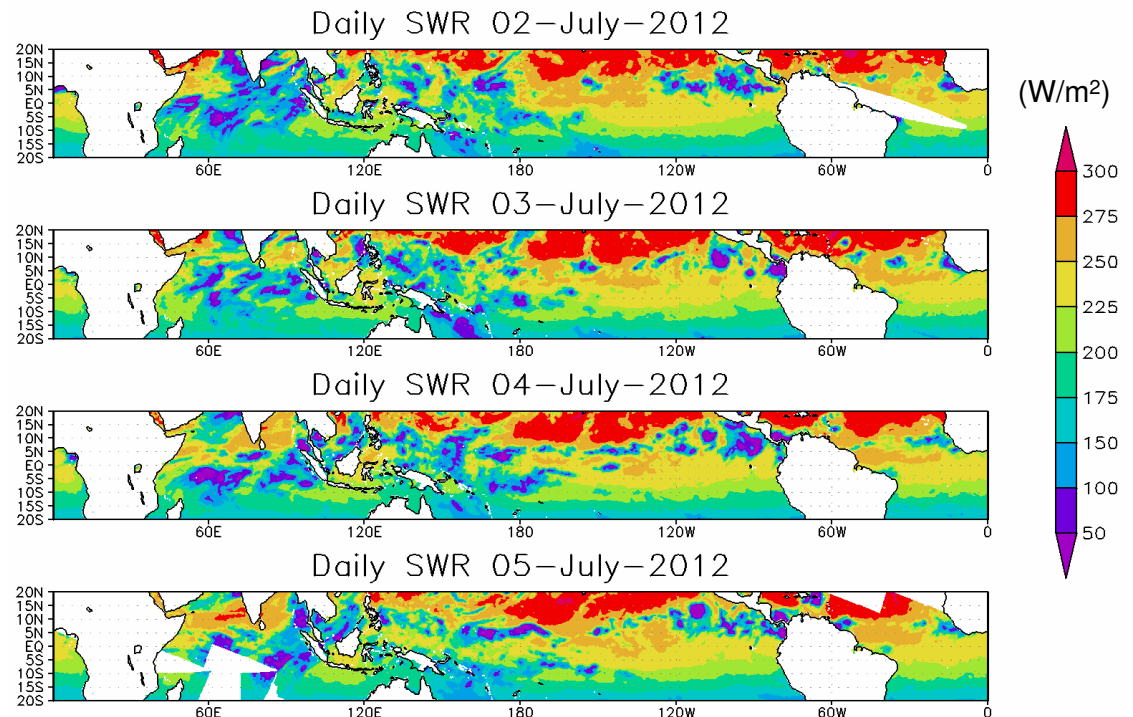 Daily SWR 02-July-2012
20N
15N
10N
5N
EQ
5S
10S
15S
20S
60E 120E 180 120W 60W 0
Daily SWR 03-July-2012
20N
15N
10N
5N
EQ
5S
10S
15S
20S
60E 120E 180 120W 60W 0
Daily SWR 04-July-2012
20N
15N
10N
5N
EQ
5S
10S
15S
20S
60E 120E 180 120W 60W 0
Daily SWR 05-July-2012
20N
15N
10N
5N
EQ
5S
10S
15S
20S
60E 120E 180 120W 60W 0
(W/m²)
300
275
250
225
200
175
150
100
50